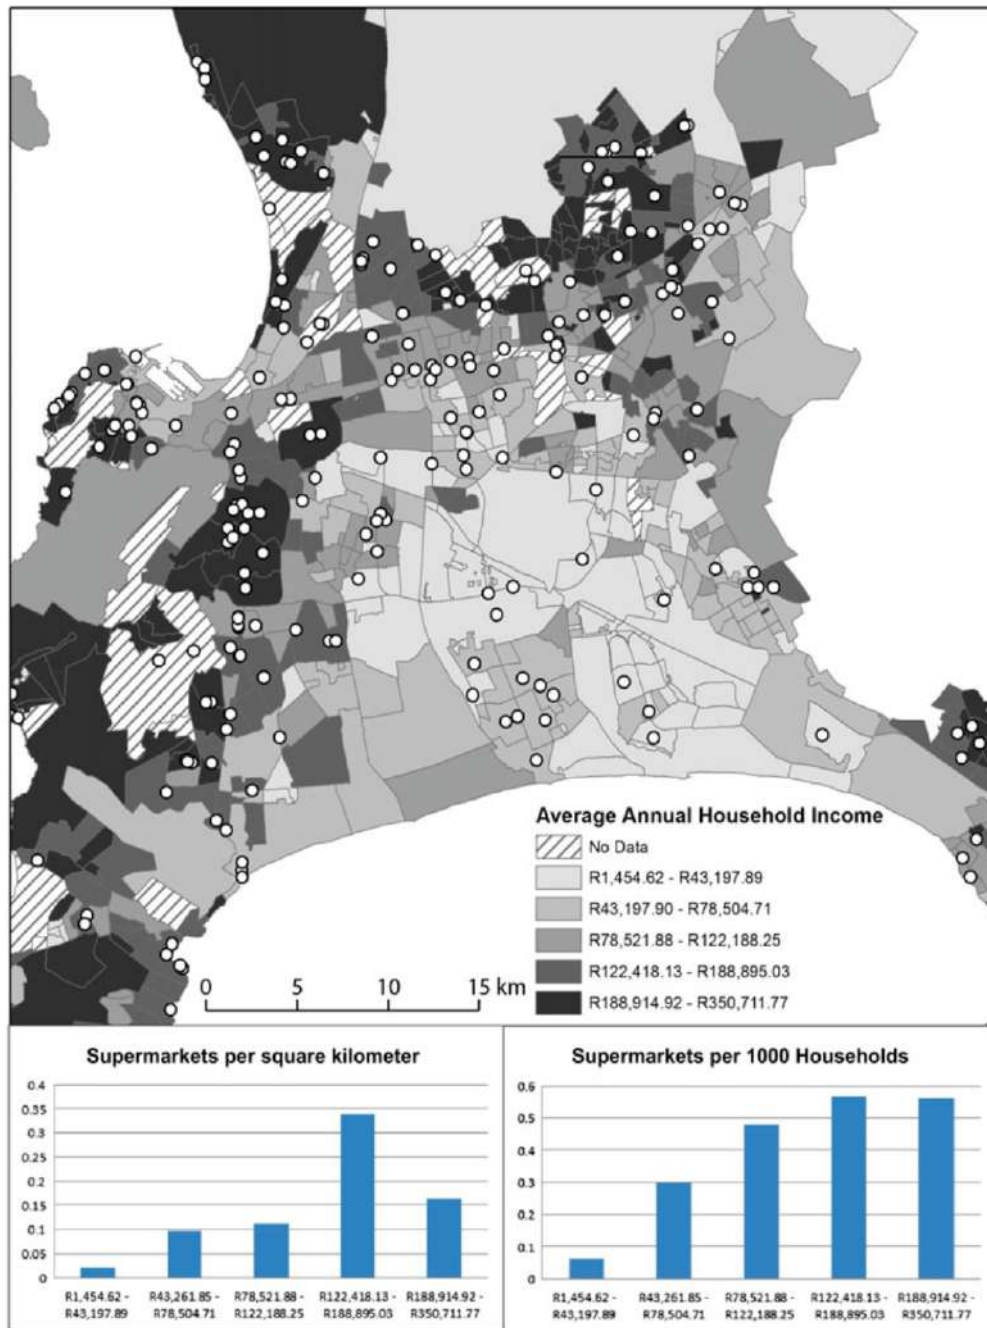 Average Annual Household Income
No Data
R1,454.62 - R43,197.89
R43,197.90 - R78,504.71
R78,521.88 - R122,188.25
R122,418.13 - R188,895.03
R188,914.92 - R350,711.77
0 5 10 15 km
Supermarkets per square kilometer
0.4
0.35
0.3
0.25
0.2
0.15
0.1
0.05
0
R1,454.62 - R43,261.85 - R78,521.88 - R122,418.13 - R188,914.92 -
R43,197.89 R78,504.71 R122,188.25 R188,895.03 R350,711.77
Supermarkets per 1000 Households
0.6
0.5
0.4
0.3
0.2
0.1
0
R1,454.62 - R43,261.85 - R78,521.88 - R122,418.13 - R188,914.92 -
R43,197.89 R78,504.71 R122,188.25 R188,895.03 R350,711.77